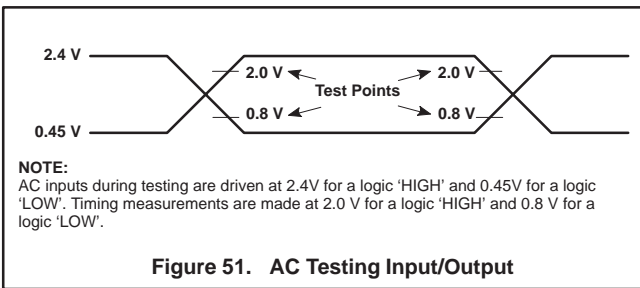 2.4 V
2.0 V 2.0 V
Test Points
0.8 V 0.8 V
0.45 V
NOTE:
AC inputs during testing are driven at 2.4V for a logic ‘HIGH’ and 0.45V for a logic
‘LOW’. Timing measurements are made at 2.0 V for a logic ‘HIGH’ and 0.8 V for a
logic ‘LOW’.
Figure 51. AC Testing Input/Output